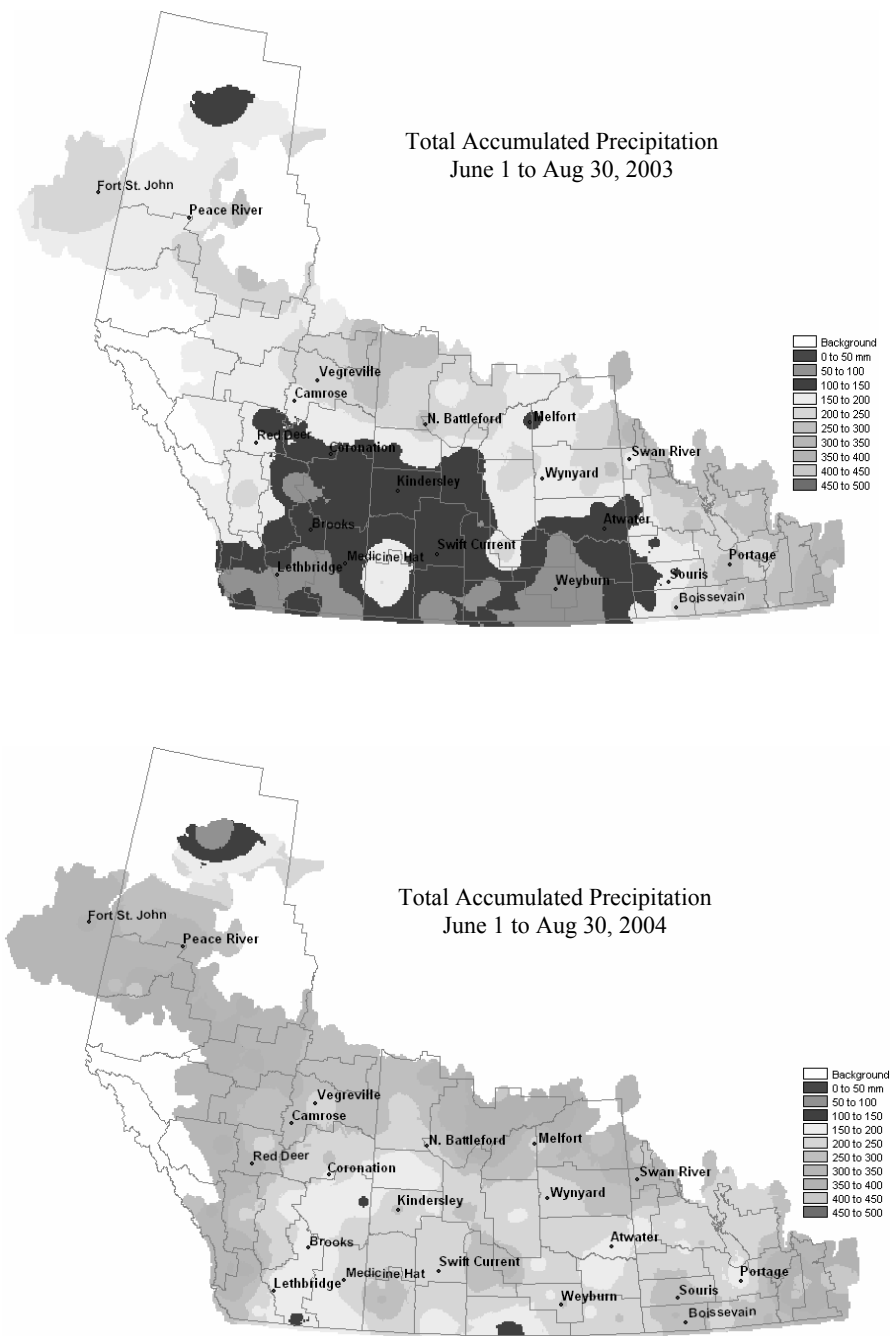 Total Accumulated Precipitation
June 1 to Aug 30, 2003
Fort St. John
Peace River
Vegreville
Camrose
N. Battleford
Melfort
Red Deer
Coronation
Swan River
Kindersley
Wynyard
Brooks
Atwater
Swift Current
Medicine Hat
Lethbridge
Portage
Weyburn
Souris
Boissevain
Background
0 to 50 mm
50 to 100
100 to 150
150 to 200
200 to 250
250 to 300
300 to 350
350 to 400
400 to 450
450 to 500
Total Accumulated Precipitation
June 1 to Aug 30, 2004
Fort St. John
Peace River
Vegreville
Camrose
N. Battleford
Melfort
Red Deer
Coronation
Swan River
Kindersley
Wynyard
Brooks
Atwater
Swift Current
Medicine Hat
Lethbridge
Portage
Weyburn
Souris
Boissevain
Background
0 to 50 mm
50 to 100
100 to 150
150 to 200
200 to 250
250 to 300
300 to 350
350 to 400
400 to 450
450 to 500